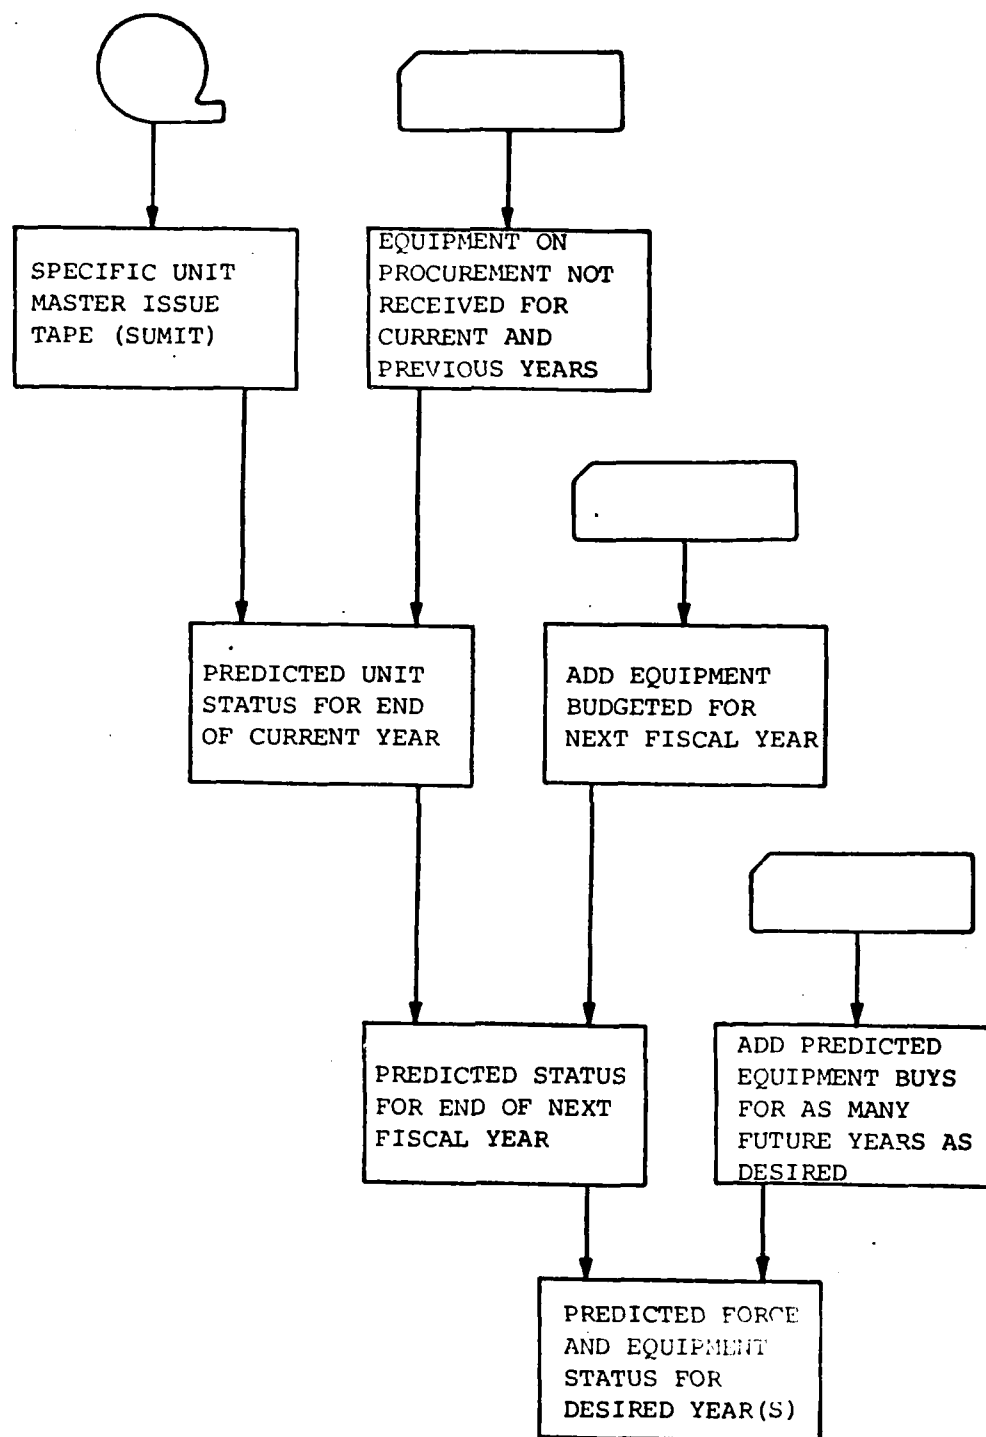 SPECIFIC UNIT
MASTER ISSUE
TAPE (SUMIT)
EQUIPMENT ON
PROCUREMENT NOT
RECEIVED FOR
CURRENT AND
PREVIOUS YEARS
PREDICTED UNIT
STATUS FOR END
OF CURRENT YEAR
ADD EQUIPMENT
BUDGETED FOR
NEXT FISCAL YEAR
PREDICTED STATUS
FOR END OF NEXT
FISCAL YEAR
ADD PREDICTED
EQUIPMENT BUYS
FOR AS MANY
FUTURE YEARS AS
DESIRED
PREDICTED FORCE
AND EQUIPMENT
STATUS FOR
DESIRED YEAR(S)